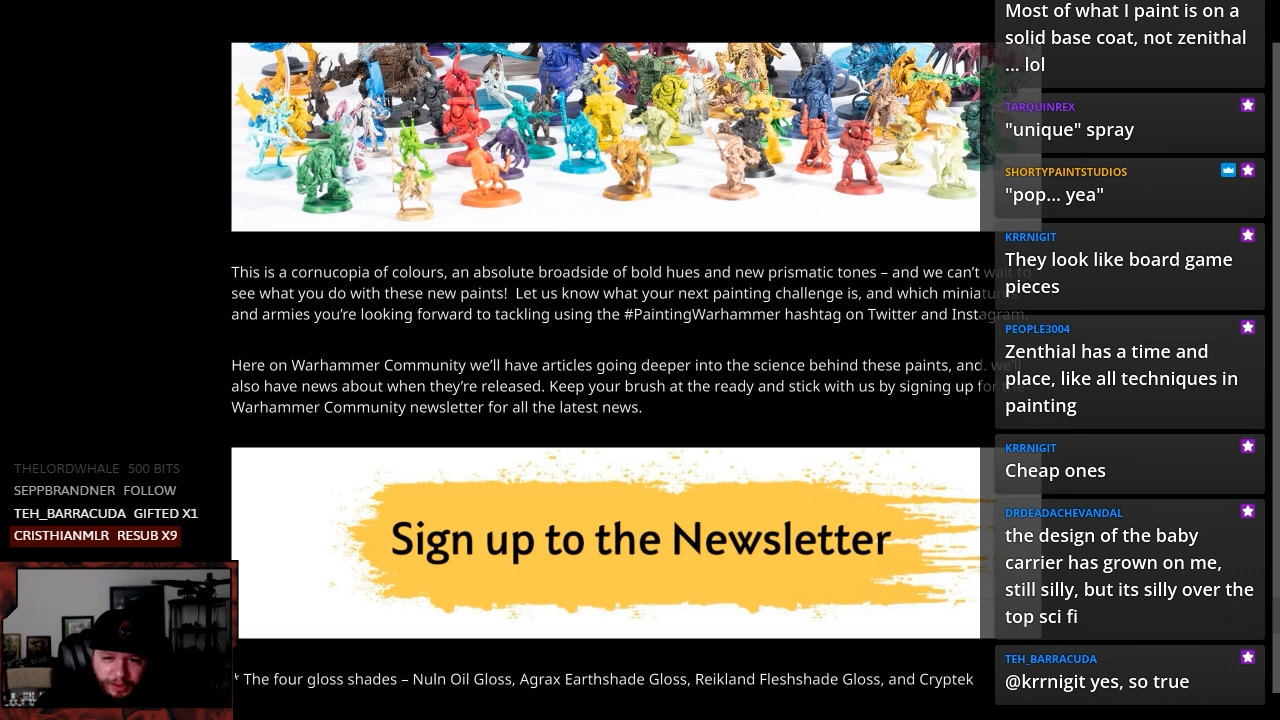 This is a cornucopia of colours, an absolute broadside of bold hues and new prismatic tones – and we can’t wait to
see what you do with these new paints!  Let us know what your next painting challenge is, and which miniatures
and armies you’re looking forward to tackling using the #PaintingWarhammer hashtag on Twitter and Instagram.
Here on Warhammer Community we’ll have articles going deeper into the science behind these paints, and. we’ll
also have news about when they’re released. Keep your brush at the ready and stick with us by signing up for the
Warhammer Community newsletter for all the latest news.
Sign up to the Newsletter
* The four gloss shades – Nuln Oil Gloss, Agrax Earthshade Gloss, Reikland Fleshshade Gloss, and Cryptek
THELORDWHALE 500 BITS
SEPPBRANDNER FOLLOW
TEH_BARRACUDA GIFTED X1
CRISTHIANMLR RESUB X9
Most of what I paint is on a
solid base coat, not zenithal
... lol
TARQUINREX
"unique" spray
SHORTYPAINTSTUDIOS
"pop... yea"
KRRNIGIT
They look like board game
pieces
PEOPLE3004
Zenthial has a time and
place, like all techniques in
painting
KRRNIGIT
Cheap ones
DRDEADACHEVANDAL
the design of the baby
carrier has grown on me,
still silly, but its silly over the
top sci fi
TEH_BARRACUDA
@krrnigit yes, so true